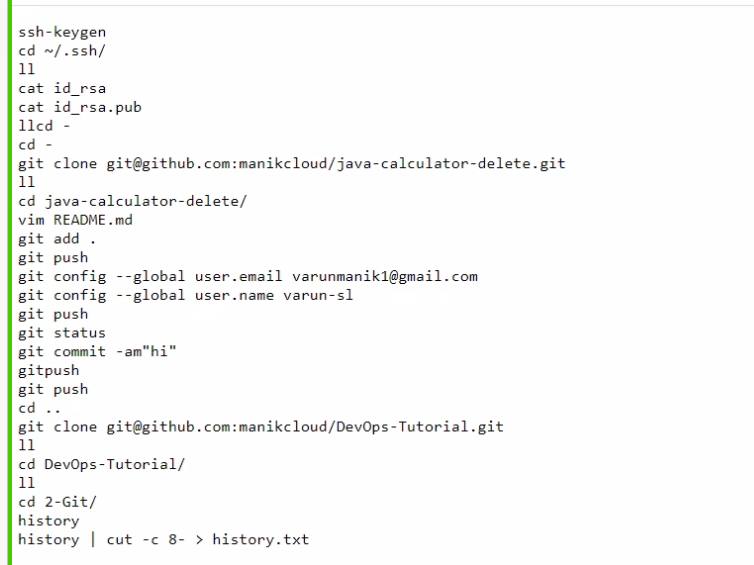 ssh-keygen
cd ~/.ssh/
ll
cat id_rsa
cat id_rsa.pub
llcd -
cd -
git clone git@github.com:manikcloud/java-calculator-delete.git
ll
cd java-calculator-delete/
vim README.md
git add .
git push
git config --global user.email varunmanik1@gmail.com
git config --global user.name varun-sl
git push
git status
git commit -am"hi"
gitpush
git push
cd ..
git clone git@github.com:manikcloud/DevOps-Tutorial.git
ll
cd DevOps-Tutorial/
ll
cd 2-Git/
history
history | cut -c 8- > history.txt